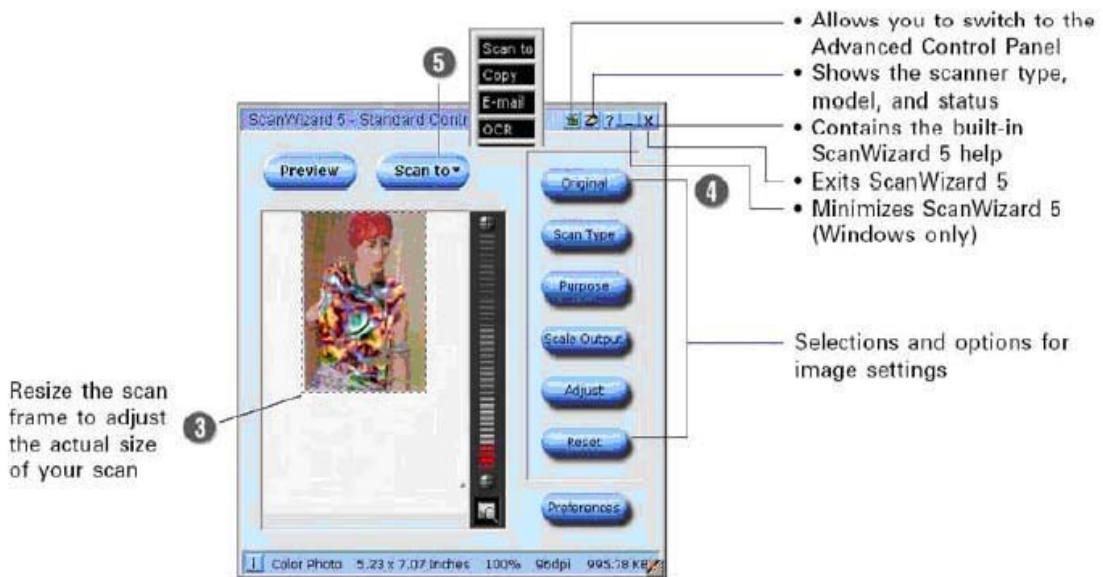 • Allows you to switch to the
Advanced Control Panel
• Shows the scanner type,
model, and status
• Contains the built-in
ScanWizard 5 help
• Exits ScanWizard 5
• Minimizes ScanWizard 5
(Windows only)
5
Scan to
Copy
E-mail
OCR
ScanWizard 5 - Standard Contr
? _ X
Preview
Scan to
4
Original
Scan Type
Purpose
Scale Output
Adjust
Reset
Preferences
Selections and options for
image settings
Resize the scan
frame to adjust
the actual size
of your scan
3
i Color Photo 5.23 x 7.07 Inches 100% 96dpi 995.78 KB